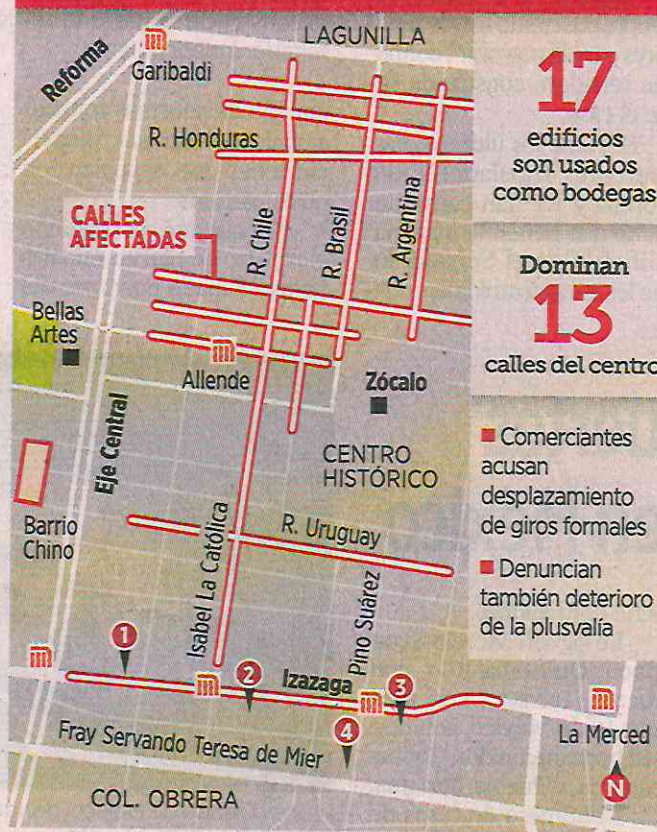 LAGUNILLA
Reforma
Garibaldi
R. Honduras
CALLES
AFECTADAS
R. Chile
R. Brasil
R. Argentina
Bellas
Artes
Allende
Zócalo
Eje Central
CENTRO
HISTÓRICO
Barrio
Chino
Isabel La Católica
R. Uruguay
Pino Suárez
1
2
Izazaga
3
4
Fray Servando Teresa de Mier
La Merced
N
COL. OBRERA
17
edificios
son usados
como bodegas
Dominan
13
calles del centro
Comerciantes
acusan
desplazamiento
de giros formales
Denuncian
también deterioro
de la plusvalía